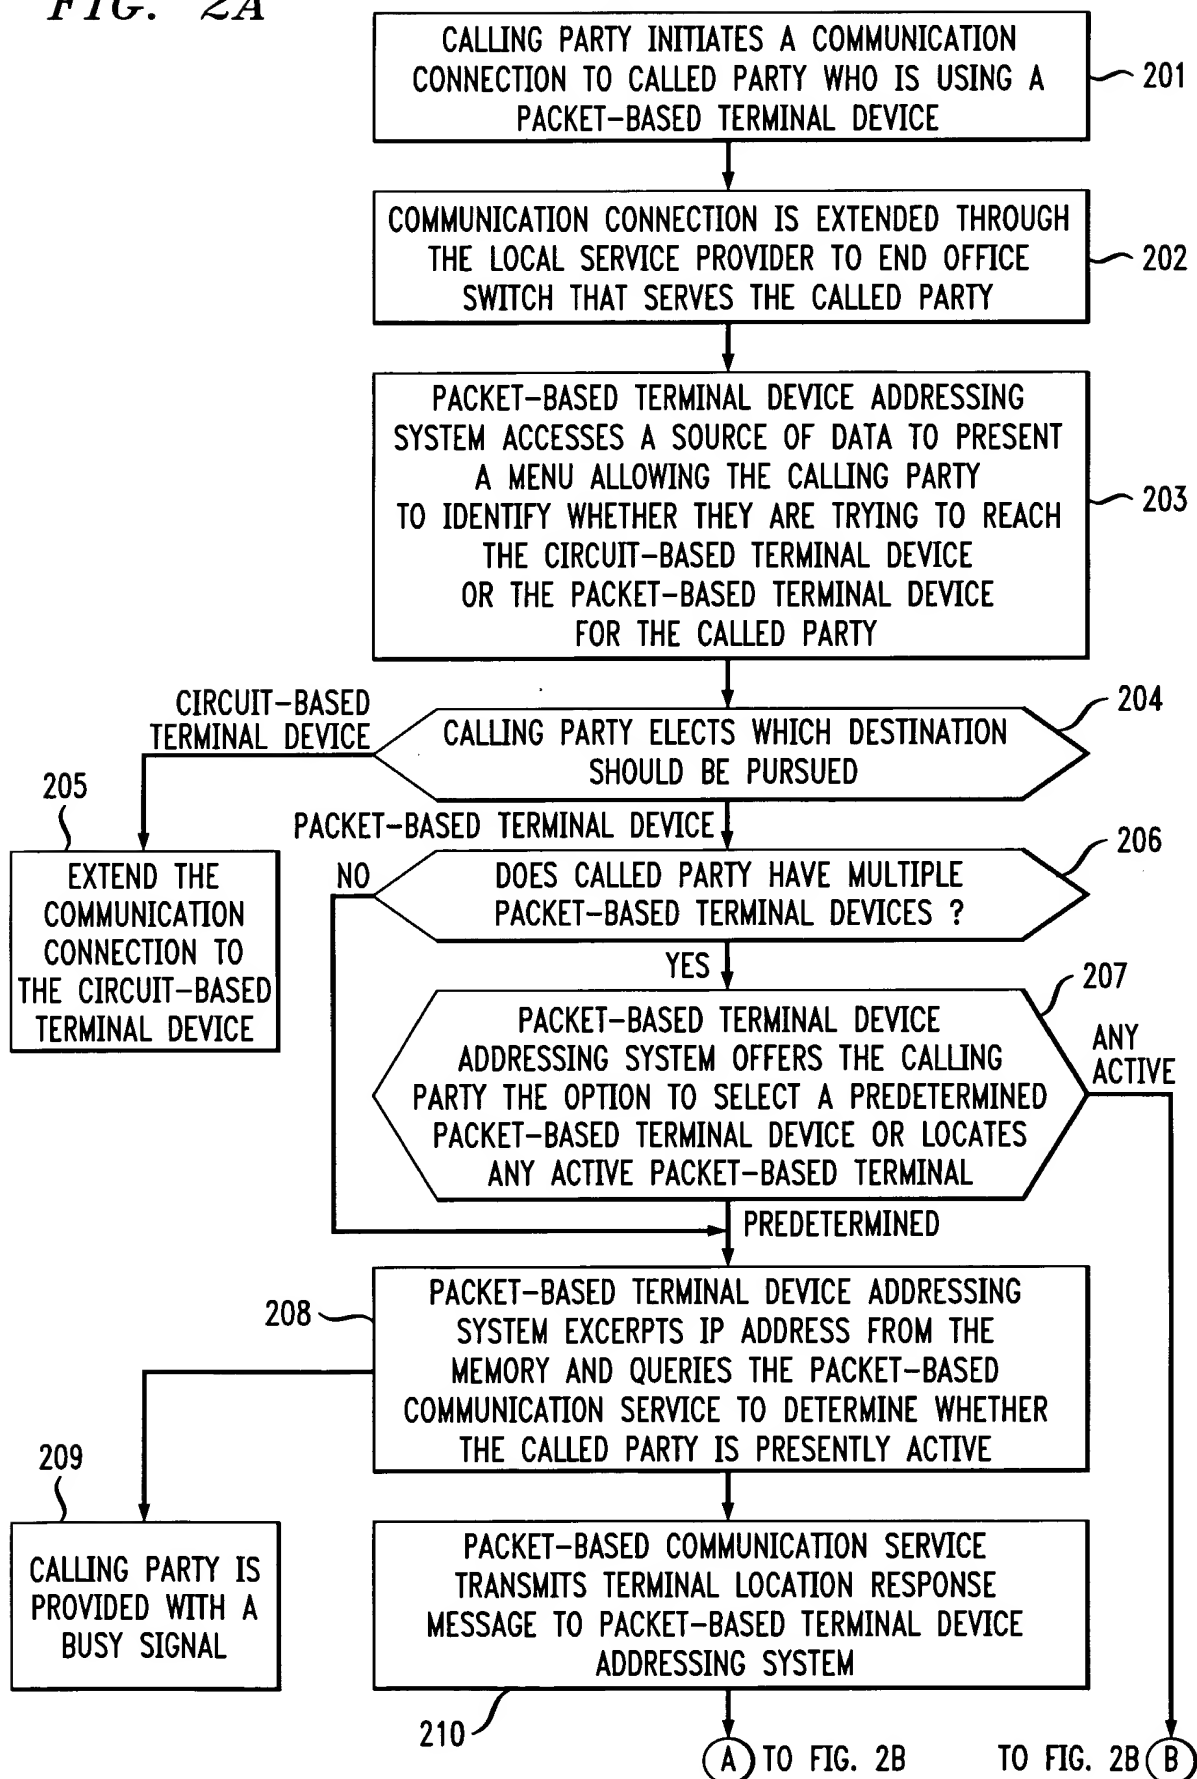 FIG. 2A
CALLING PARTY INITIATES A COMMUNICATION
CONNECTION TO CALLED PARTY WHO IS USING A
PACKET-BASED TERMINAL DEVICE
201
COMMUNICATION CONNECTION IS EXTENDED THROUGH
THE LOCAL SERVICE PROVIDER TO END OFFICE
SWITCH THAT SERVES THE CALLED PARTY
202
PACKET-BASED TERMINAL DEVICE ADDRESSING
SYSTEM ACCESSES A SOURCE OF DATA TO PRESENT
A MENU ALLOWING THE CALLING PARTY
TO IDENTIFY WHETHER THEY ARE TRYING TO REACH
THE CIRCUIT-BASED TERMINAL DEVICE
OR THE PACKET-BASED TERMINAL DEVICE
FOR THE CALLED PARTY
203
CALLING PARTY ELECTS WHICH DESTINATION
SHOULD BE PURSUED
204
CIRCUIT-BASED
TERMINAL DEVICE
205
EXTEND THE
COMMUNICATION
CONNECTION TO
THE CIRCUIT-BASED
TERMINAL DEVICE
PACKET-BASED TERMINAL DEVICE
206
DOES CALLED PARTY HAVE MULTIPLE
PACKET-BASED TERMINAL DEVICES ?
NO
YES
207
PACKET-BASED TERMINAL DEVICE
ADDRESSING SYSTEM OFFERS THE CALLING
PARTY THE OPTION TO SELECT A PREDETERMINED
PACKET-BASED TERMINAL DEVICE OR LOCATES
ANY ACTIVE PACKET-BASED TERMINAL
ANY
ACTIVE
PREDETERMINED
208
PACKET-BASED TERMINAL DEVICE ADDRESSING
SYSTEM EXCERPTS IP ADDRESS FROM THE
MEMORY AND QUERIES THE PACKET-BASED
COMMUNICATION SERVICE TO DETERMINE WHETHER
THE CALLED PARTY IS PRESENTLY ACTIVE
209
CALLING PARTY IS
PROVIDED WITH A
BUSY SIGNAL
PACKET-BASED COMMUNICATION SERVICE
TRANSMITS TERMINAL LOCATION RESPONSE
MESSAGE TO PACKET-BASED TERMINAL DEVICE
ADDRESSING SYSTEM
210
A TO FIG. 2B
TO FIG. 2B B